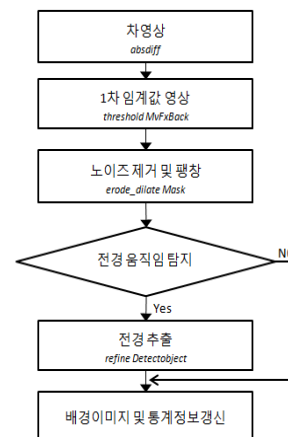 차영상
absdiff
1차 임계값 영상
threshold MvFxBack
노이즈 제거 및 팽창
erode_dilate Mask
전경 움직임 탐지
Yes
전경 추출
refine Detectobject
배경이미지 및 통계정보갱신